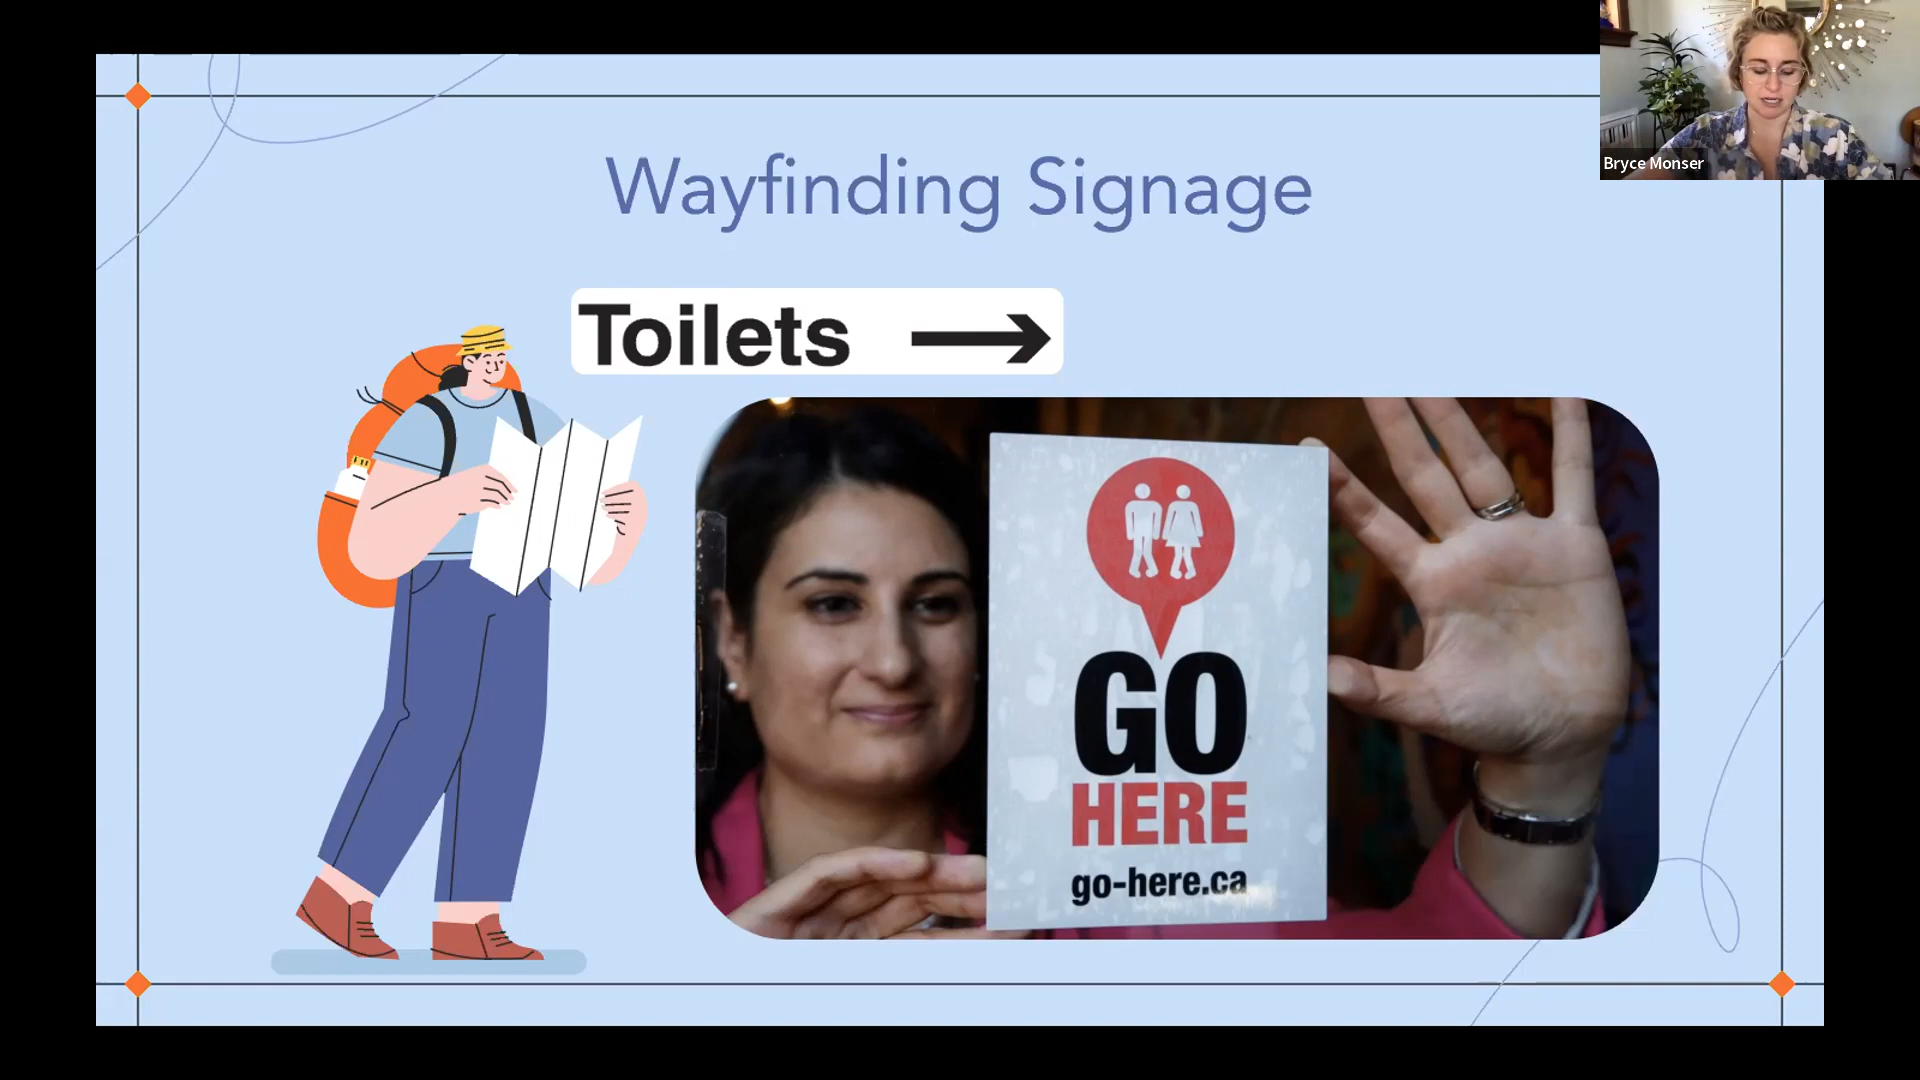 Wayfinding Signage
Bryce Monser
Toilets
GO
HERE
go-here.ca